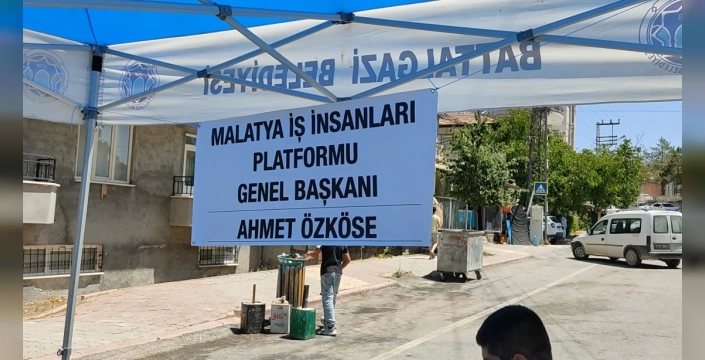 BATTALGAZİ BELEDİYESİ
MALATYA İŞ İNSANLARI
PLATFORMU
GENEL BAŞKANI
AHMET ÖZKÖSE